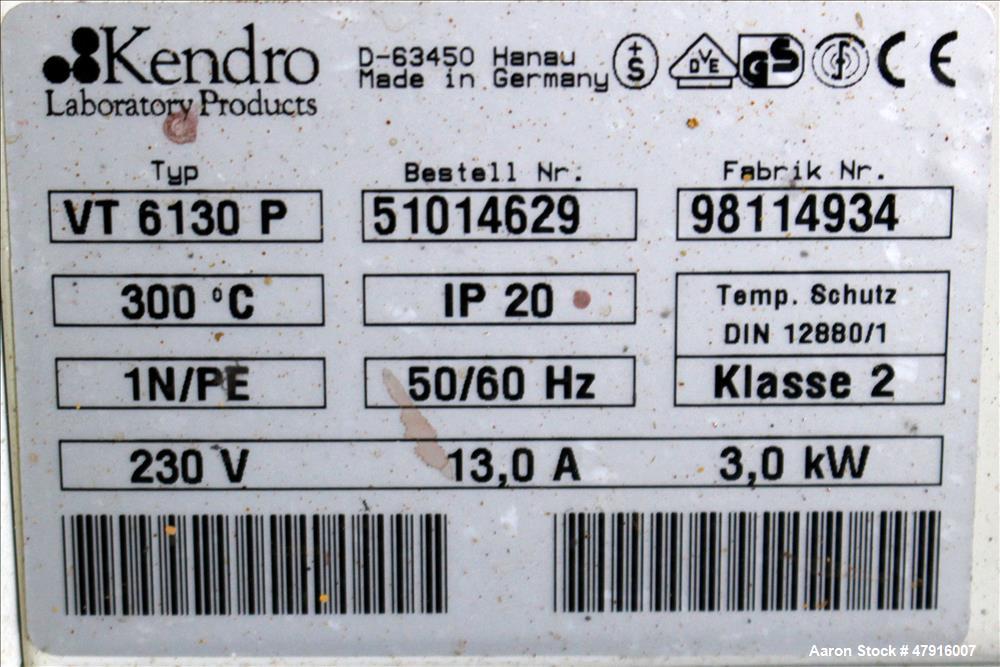 Kendro
Laboratory Products
D-63450 Hanau
Made in Germany
+
S
DVE
GS
CE
Typ
Bestell Nr.
Fabrik Nr.
VT 6130 P
51014629
98114934
300 °C
IP 20
Temp. Schutz
DIN 12880/1
1N/PE
50/60 Hz
Klasse 2
230 V 13,0 A 3,0 kW
Aaron Stock # 47916007